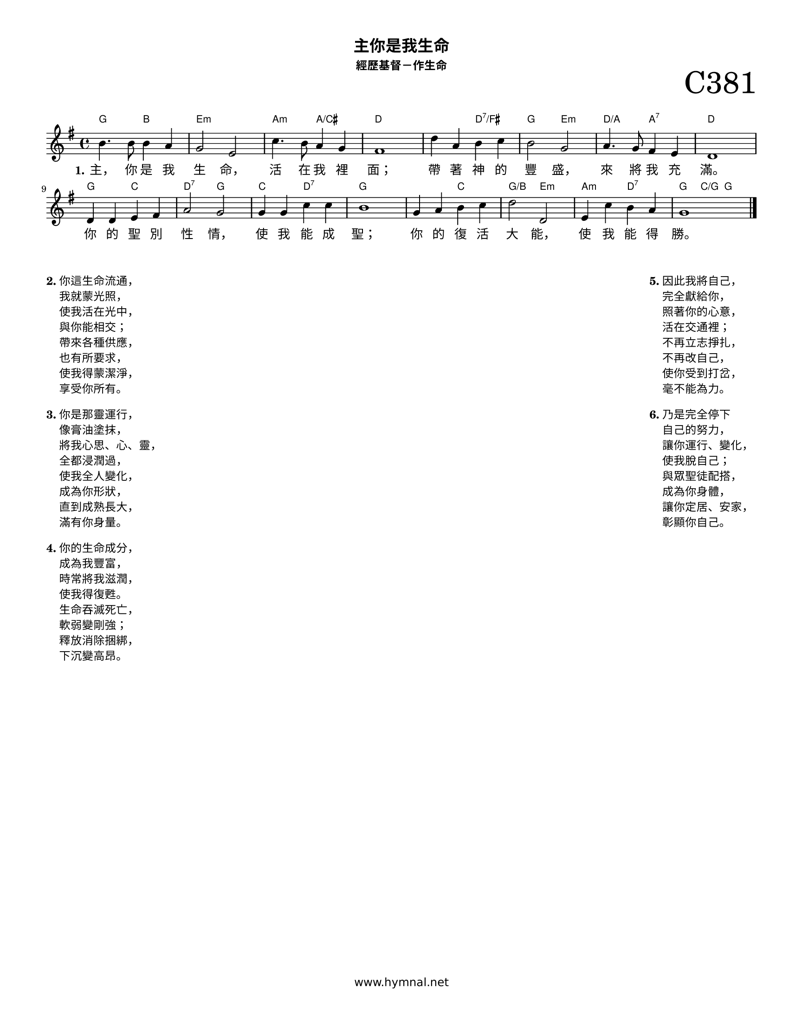 主你是我生命
經歷基督－作生命
C381
G B Em Am A/C♯ D D7/F♯ G Em D/A A7 D
1. 主， 你是 我 生 命， 活 在我 裡 面； 帶 著 神 的 豐 盛， 來 將我 充 滿。
9 G C D7 G C D7 G C G/B Em Am D7 G C/G G
你 的 聖 別 性 情， 使 我 能 成 聖； 你 的 復 活 大 能， 使 我 能 得 勝。
2. 你這生命流通，
我就蒙光照，
使我活在光中，
與你能相交；
帶來各種供應，
也有所要求，
使我得蒙潔淨，
享受你所有。
3. 你是那靈運行，
像膏油塗抹，
將我心思、心、靈，
全都浸潤過，
使我全人變化，
成為你形狀，
直到成熟長大，
滿有你身量。
4. 你的生命成分，
成為我豐富，
時常將我滋潤，
使我得復甦。
生命吞滅死亡，
軟弱變剛強；
釋放消除捆綁，
下沉變高昂。
5. 因此我將自己，
完全獻給你，
照著你的心意，
活在交通裡；
不再立志掙扎，
不再改自己，
使你受到打岔，
毫不能為力。
6. 乃是完全停下
自己的努力，
讓你運行、變化，
使我脫自己；
與眾聖徒配搭，
成為你身體，
讓你定居、安家，
彰顯你自己。
www.hymnal.net